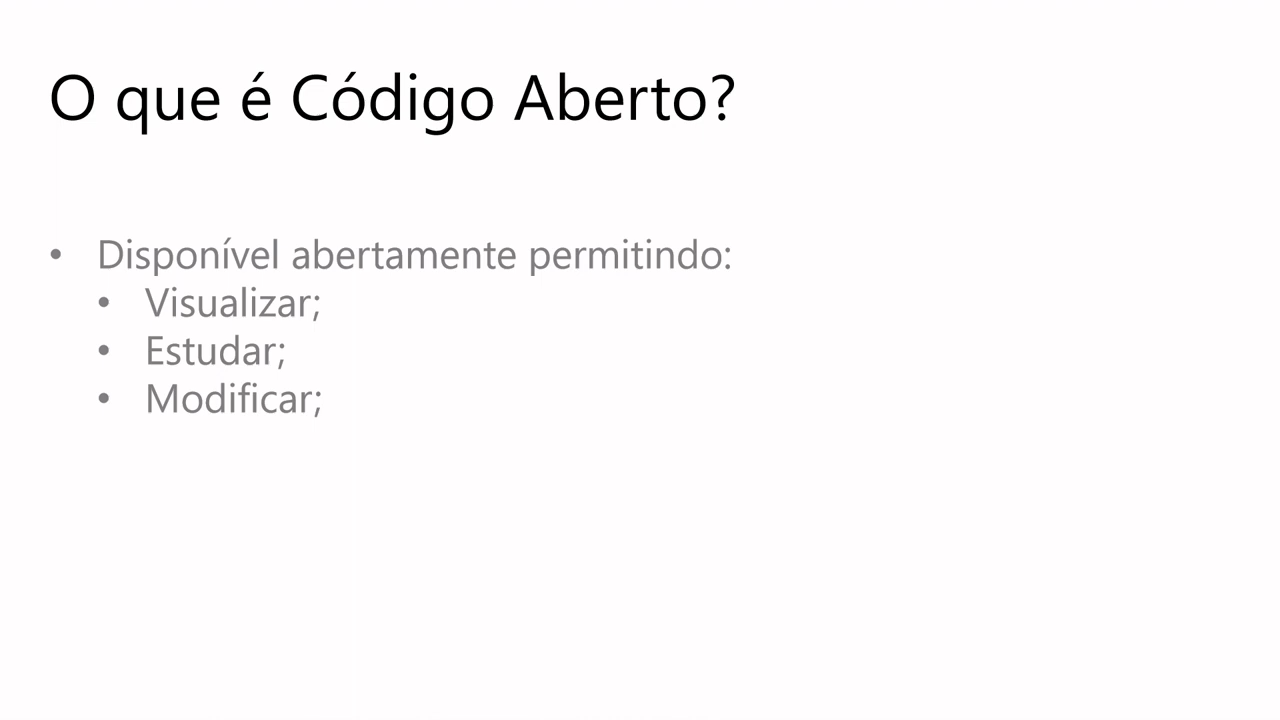 O que é Código Aberto?
• Disponível abertamente permitindo:
• Visualizar;
• Estudar;
• Modificar;